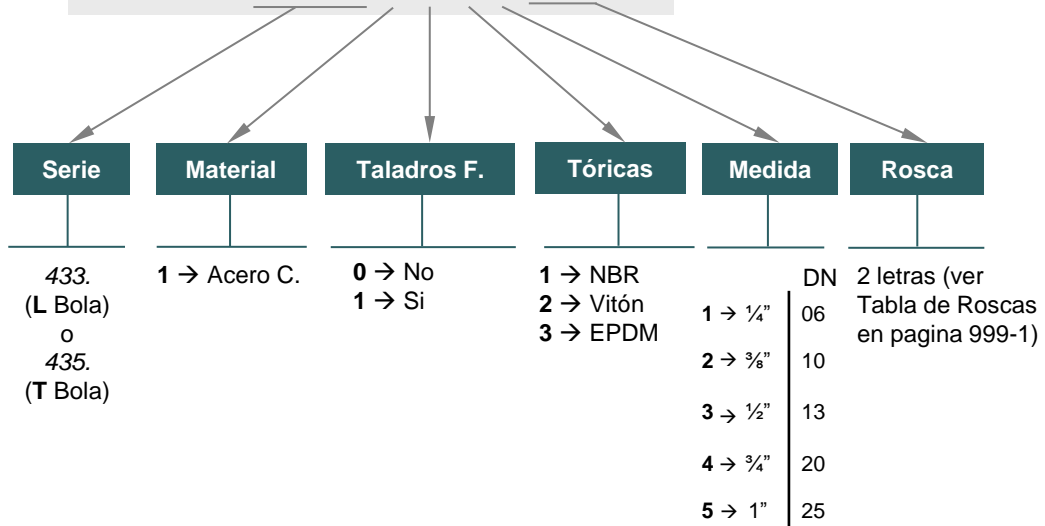 Serie
Material
Taladros F.
Tóricas
Medida
Rosca
433.
(L Bola)
o
435.
(T Bola)
1 → Acero C.
0 → No
1 → Si
1 → NBR
2 → Vitón
3 → EPDM
DN
1 → ¼” 06
2 → ⅜” 10
3 → ½” 13
4 → ¾” 20
5 → 1” 25
2 letras (ver
Tabla de Roscas
en pagina 999-1)